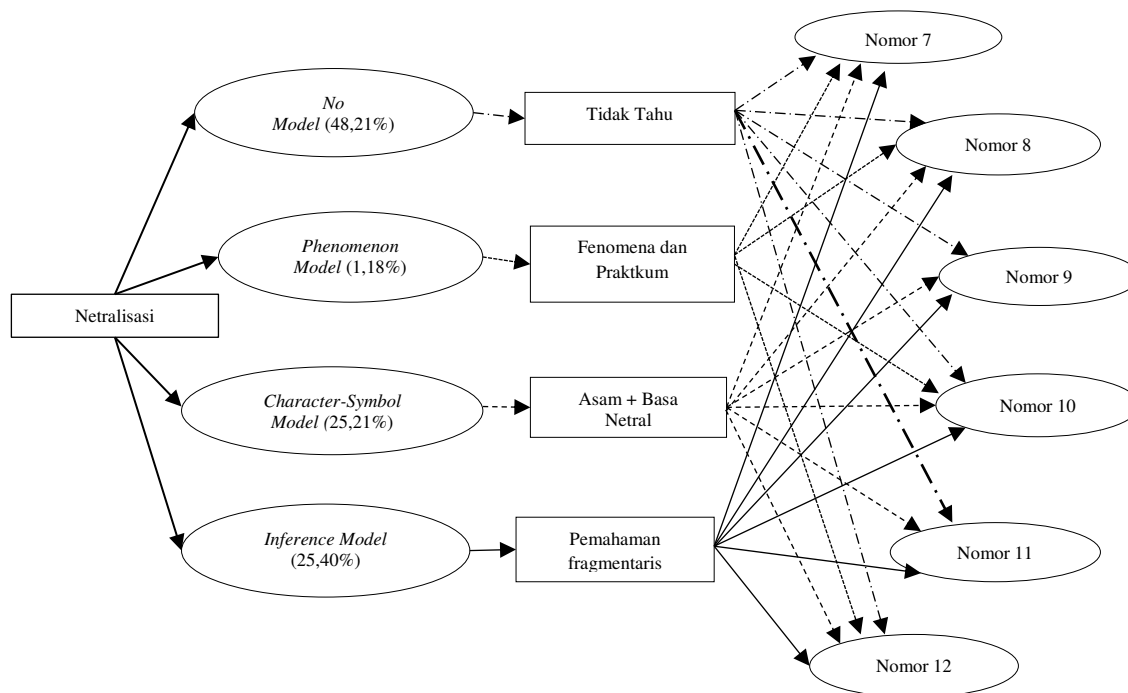 Netralisasi
No
Model (48,21%)
Phenomenon
Model (1,18%)
Character-Symbol
Model (25,21%)
Inference Model
(25,40%)
Tidak Tahu
Fenomena dan
Praktkum
Asam + Basa
Netral
Pemahaman
fragmentaris
Nomor 7
Nomor 8
Nomor 9
Nomor 10
Nomor 11
Nomor 12